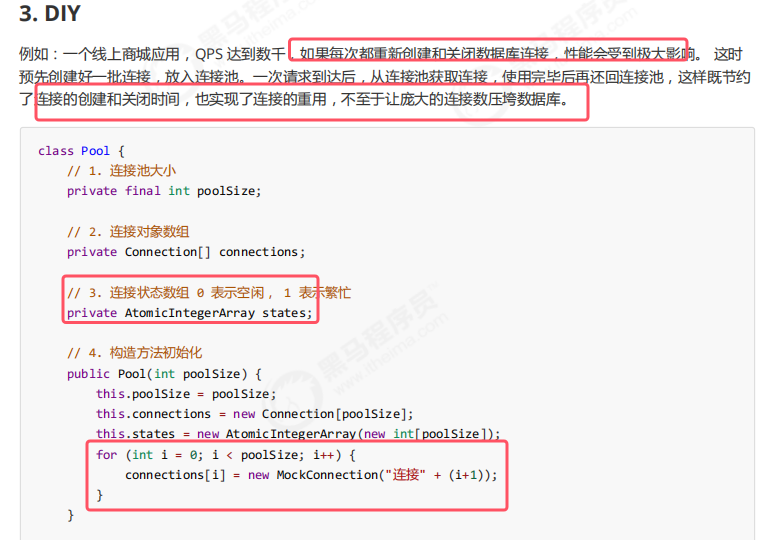 3. DIY
例如：一个线上商城应用，QPS 达到数千，如果每次都重新创建和关闭数据库连接，性能会受到极大影响。 这时
预先创建好一批连接，放入连接池。一次请求到达后，从连接池获取连接，使用完毕后再还回连接池，这样既节约
了连接的创建和关闭时间，也实现了连接的重用，不至于让庞大的连接数压垮数据库。
class Pool {
// 1. 连接池大小
private final int poolSize;
// 2. 连接对象数组
private Connection[] connections;
// 3. 连接状态数组 0 表示空闲， 1 表示繁忙
private AtomicIntegerArray states;
// 4. 构造方法初始化
public Pool(int poolSize) {
this.poolSize = poolSize;
this.connections = new Connection[poolSize];
this.states = new AtomicIntegerArray(new int[poolSize]);
for (int i = 0; i < poolSize; i++) {
connections[i] = new MockConnection("连接" + (i+1));
}
}
黑马程序员
www.itheima.com